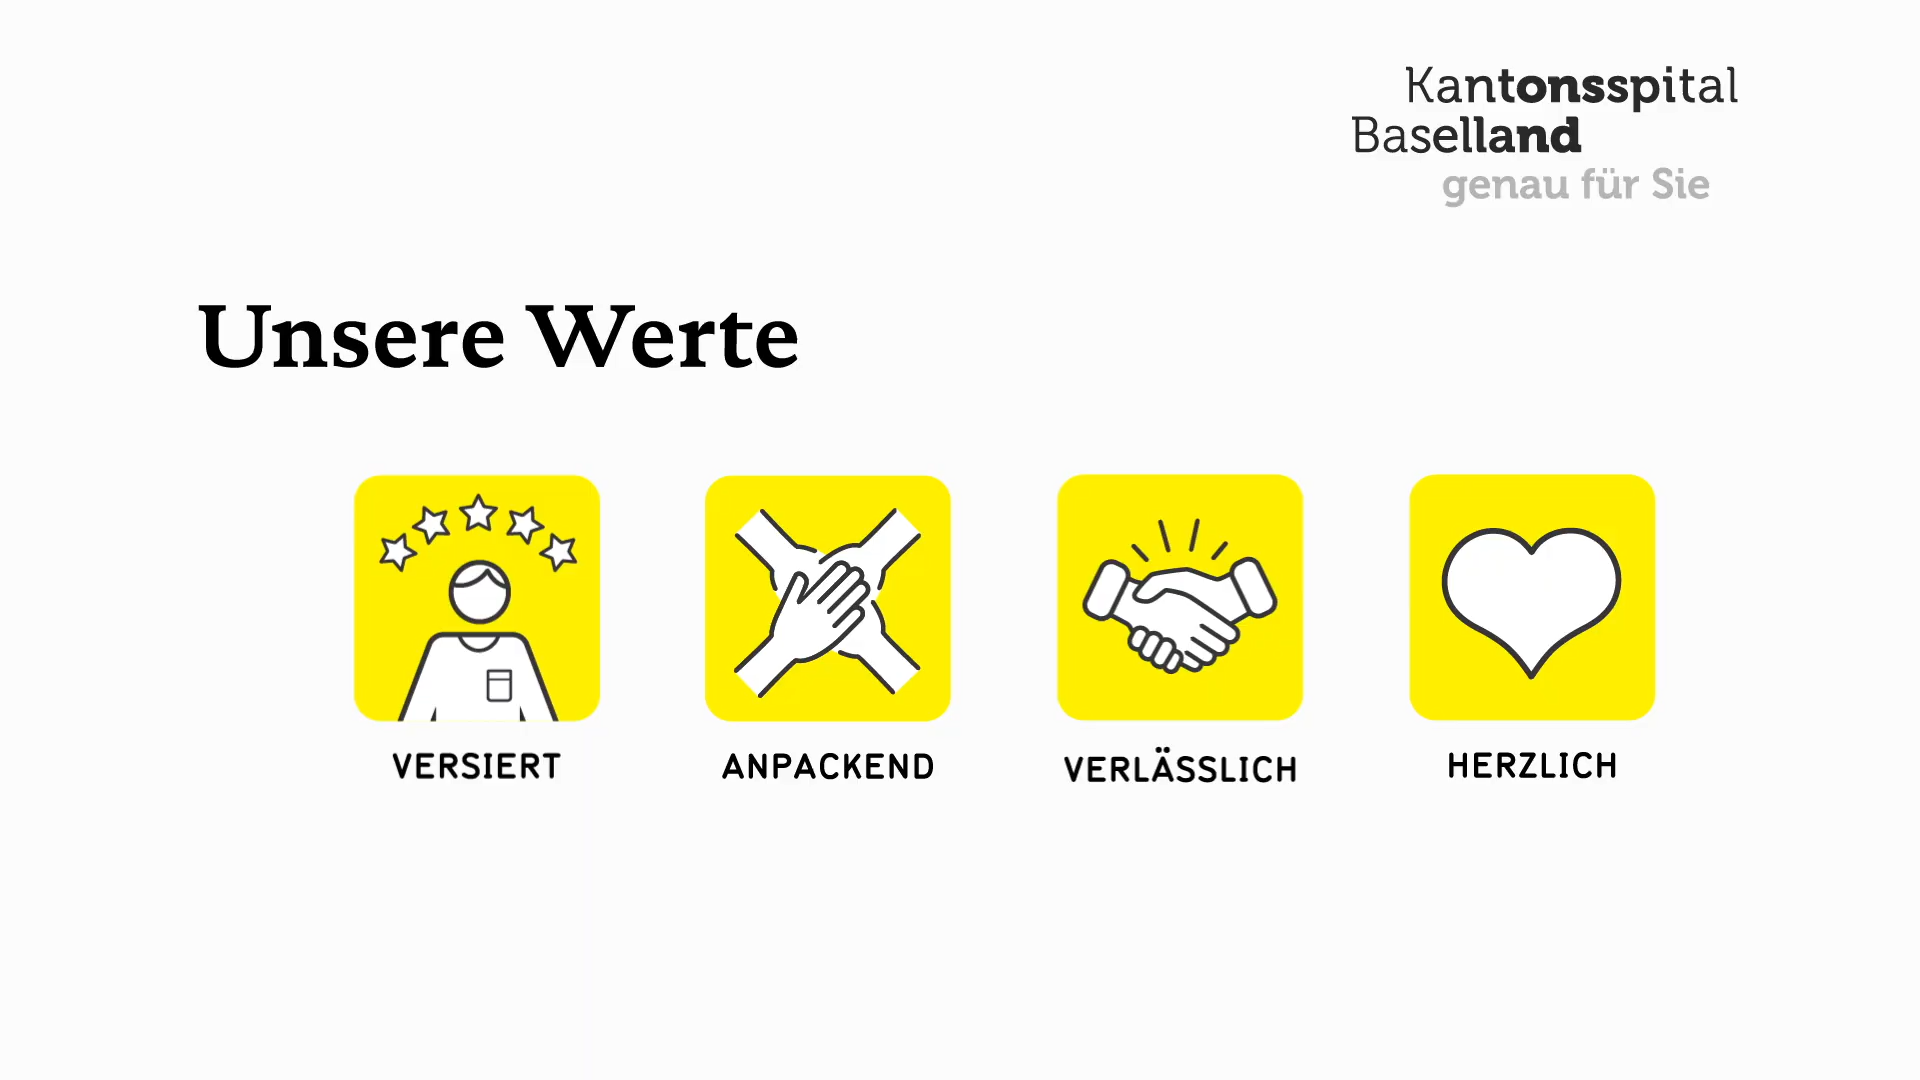 Kantonsspital
Baselland
genau für Sie
Unsere Werte
VERSIERT
ANPACKEND
VERLÄSSLICH
HERZLICH